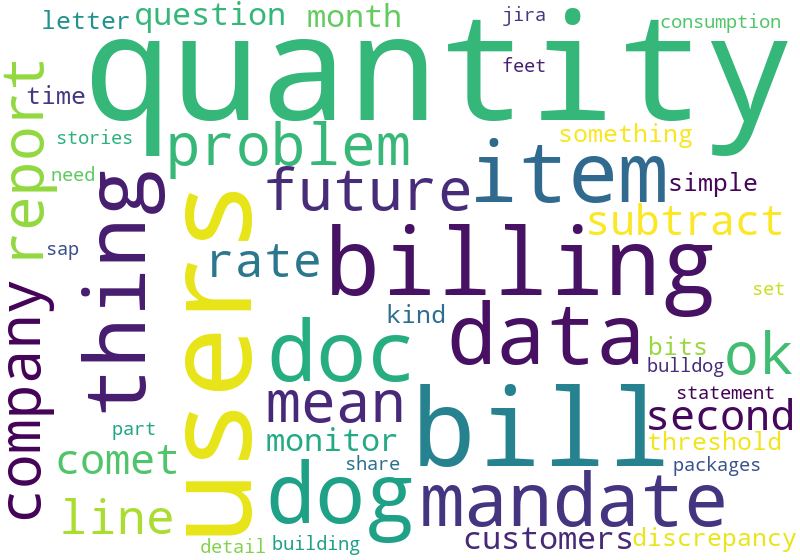 letter
question
month
jira
consumption
quantity
feet
time
report
stories
problem
something
need
item
simple
thing
future
users
subtract
sap
rate
billing
company
set
kind
data
doc
bits
ok
bulldog
mean
bill
statement
second
part
monitor
threshold
comet
share
packages
dog
mandate
line
customers
discrepancy
detail
building